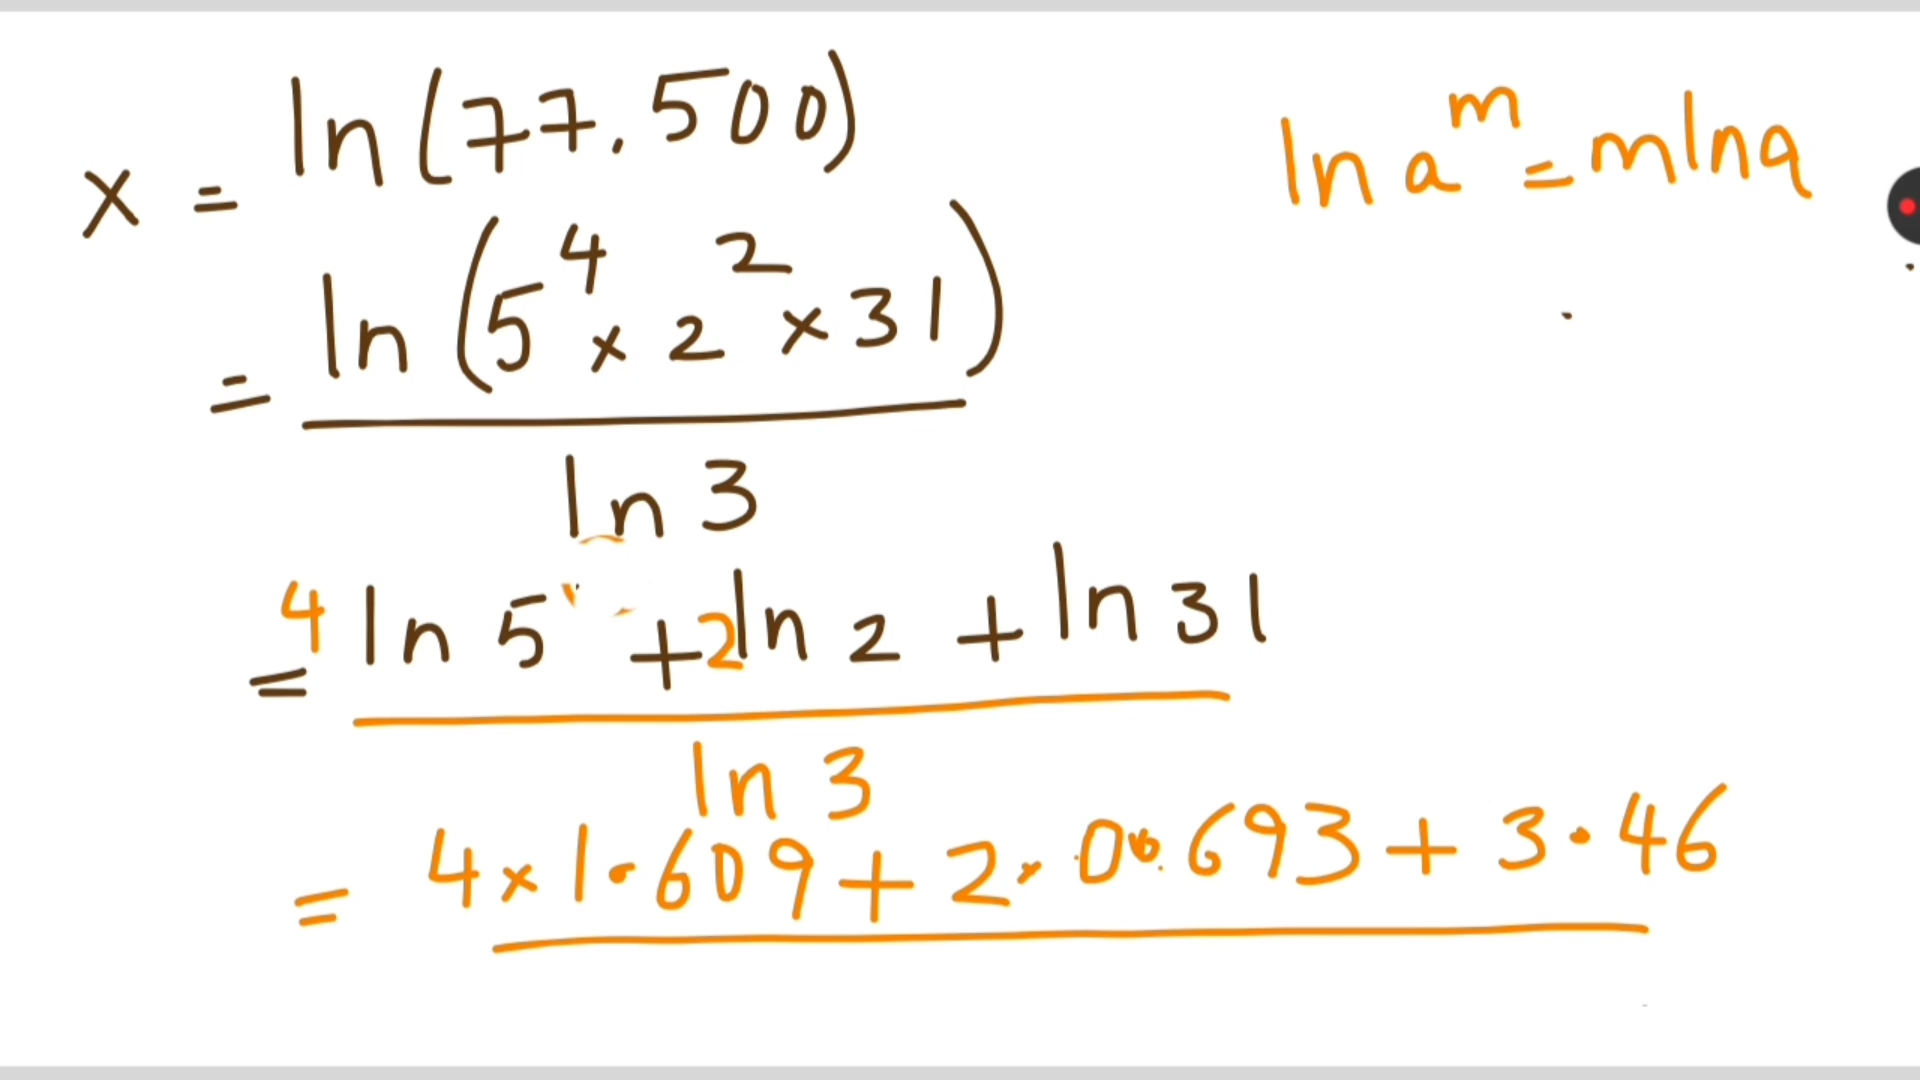 x = ln(77.500)
ln a^m = m ln a
= ln(5^4 × 2^2 × 31)
ln 3
= 4 ln 5 + 2 ln 2 + ln 31
ln 3
= 4 × 1.609 + 2 × 0.693 + 3.46